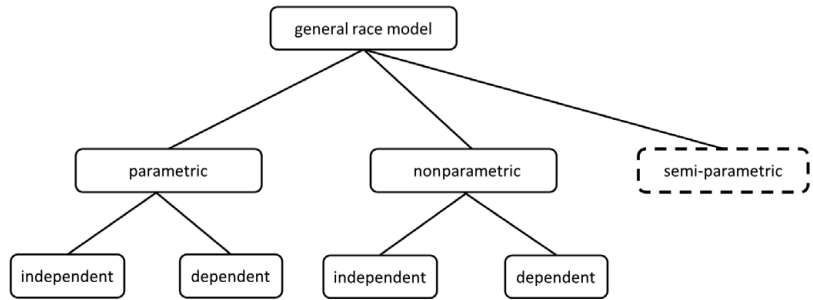 general race model
parametric
nonparametric
semi-parametric
independent
dependent
independent
dependent